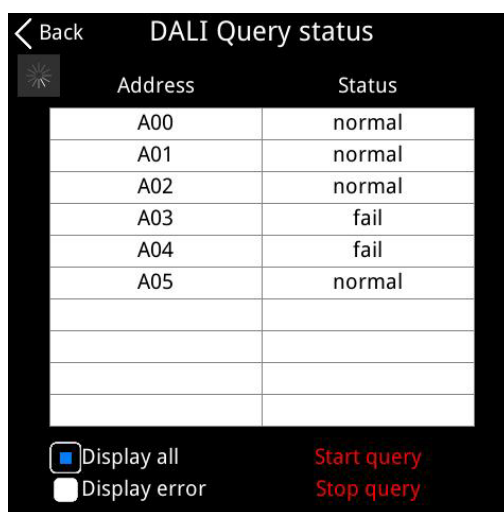 Back DALI Query status
Address Status
A00 normal
A01 normal
A02 normal
A03 fail
A04 fail
A05 normal
Display all Start query
Display error Stop query